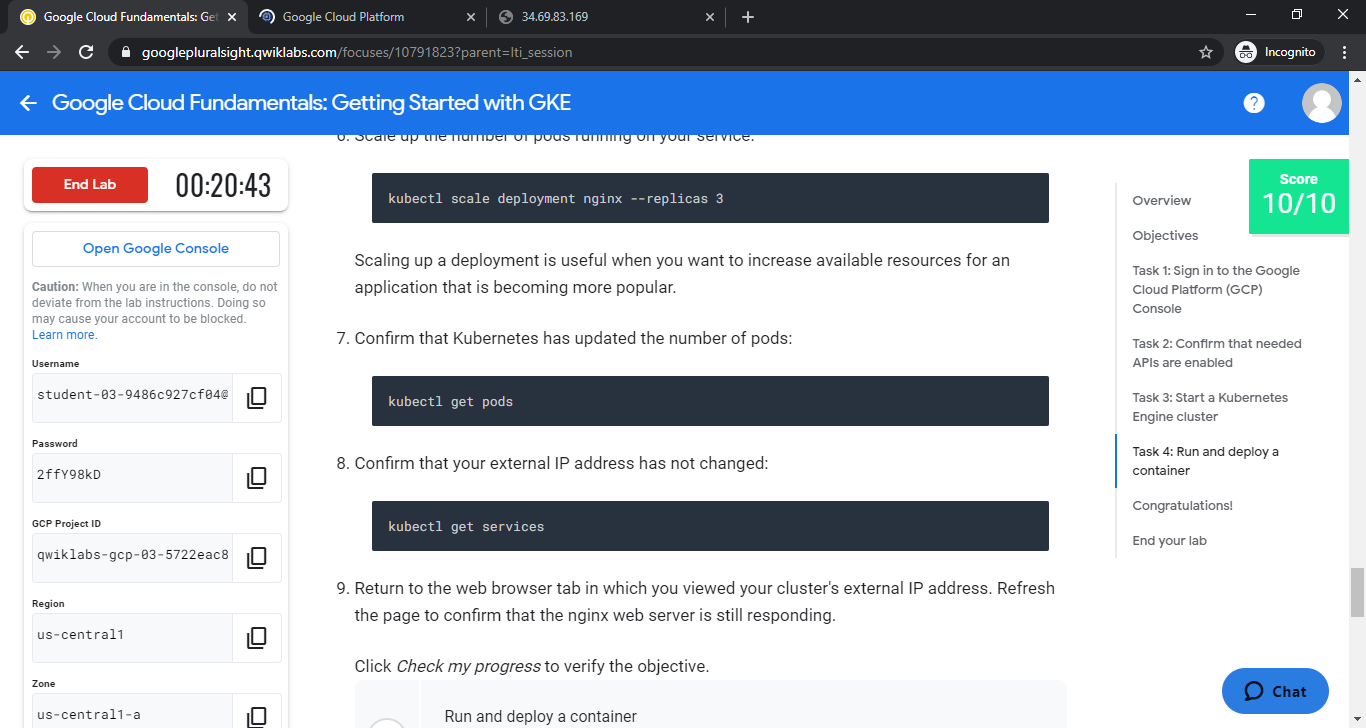 Google Cloud Fundamentals: Get
Google Cloud Platform
34.69.83.169
googlepluralsight.qwiklabs.com/focuses/10791823?parent=lti_session
Incognito
Google Cloud Fundamentals: Getting Started with GKE
?
End Lab
00:20:43
Open Google Console
Caution: When you are in the console, do not
deviate from the lab instructions. Doing so
may cause your account to be blocked.
Learn more.
Username
student-03-9486c927cf04@
Password
2ffY98kD
GCP Project ID
qwiklabs-gcp-03-5722eac8
Region
us-central1
Zone
us-central1-a
6. Scale up the number of pods running on your service:
kubectl scale deployment nginx --replicas 3
Scaling up a deployment is useful when you want to increase available resources for an
application that is becoming more popular.
7. Confirm that Kubernetes has updated the number of pods:
kubectl get pods
8. Confirm that your external IP address has not changed:
kubectl get services
9. Return to the web browser tab in which you viewed your cluster's external IP address. Refresh
the page to confirm that the nginx web server is still responding.
Click Check my progress to verify the objective.
Run and deploy a container
Overview
Objectives
Task 1: Sign in to the Google
Cloud Platform (GCP)
Console
Task 2: Confirm that needed
APIs are enabled
Task 3: Start a Kubernetes
Engine cluster
Task 4: Run and deploy a
container
Congratulations!
End your lab
Score
10/10
Chat